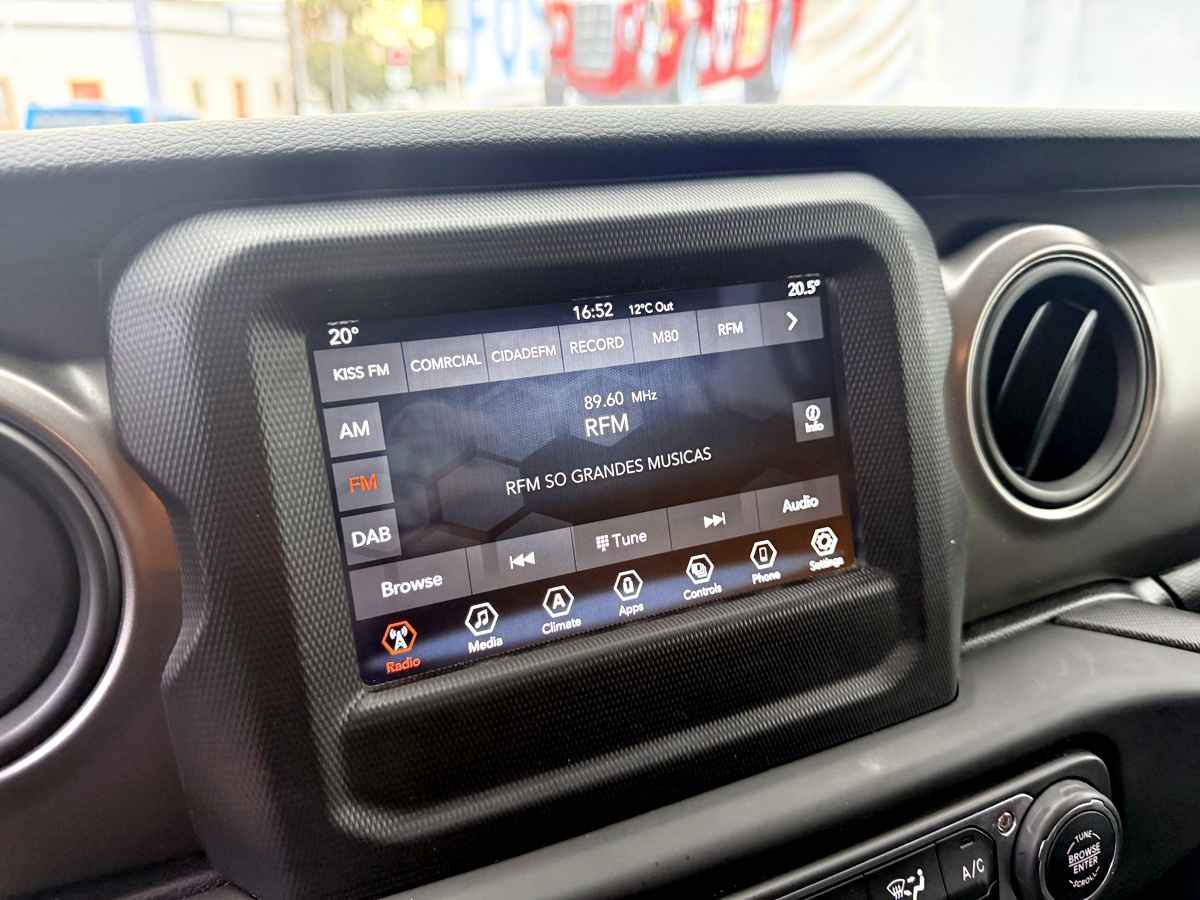 20°
16:52
12°C Out
20.5°
KISS FM
COMRCIAL
CIDADEFM
RECORD
M80
RFM
89.60 MHz
RFM
RFM SO GRANDES MUSICAS
AM
FM
DAB
Info
Browse
Tune
Audio
Radio
Media
Climate
Apps
Controls
Phone
Settings
A/C
TUNE
BROWSE
ENTER
SCROLL